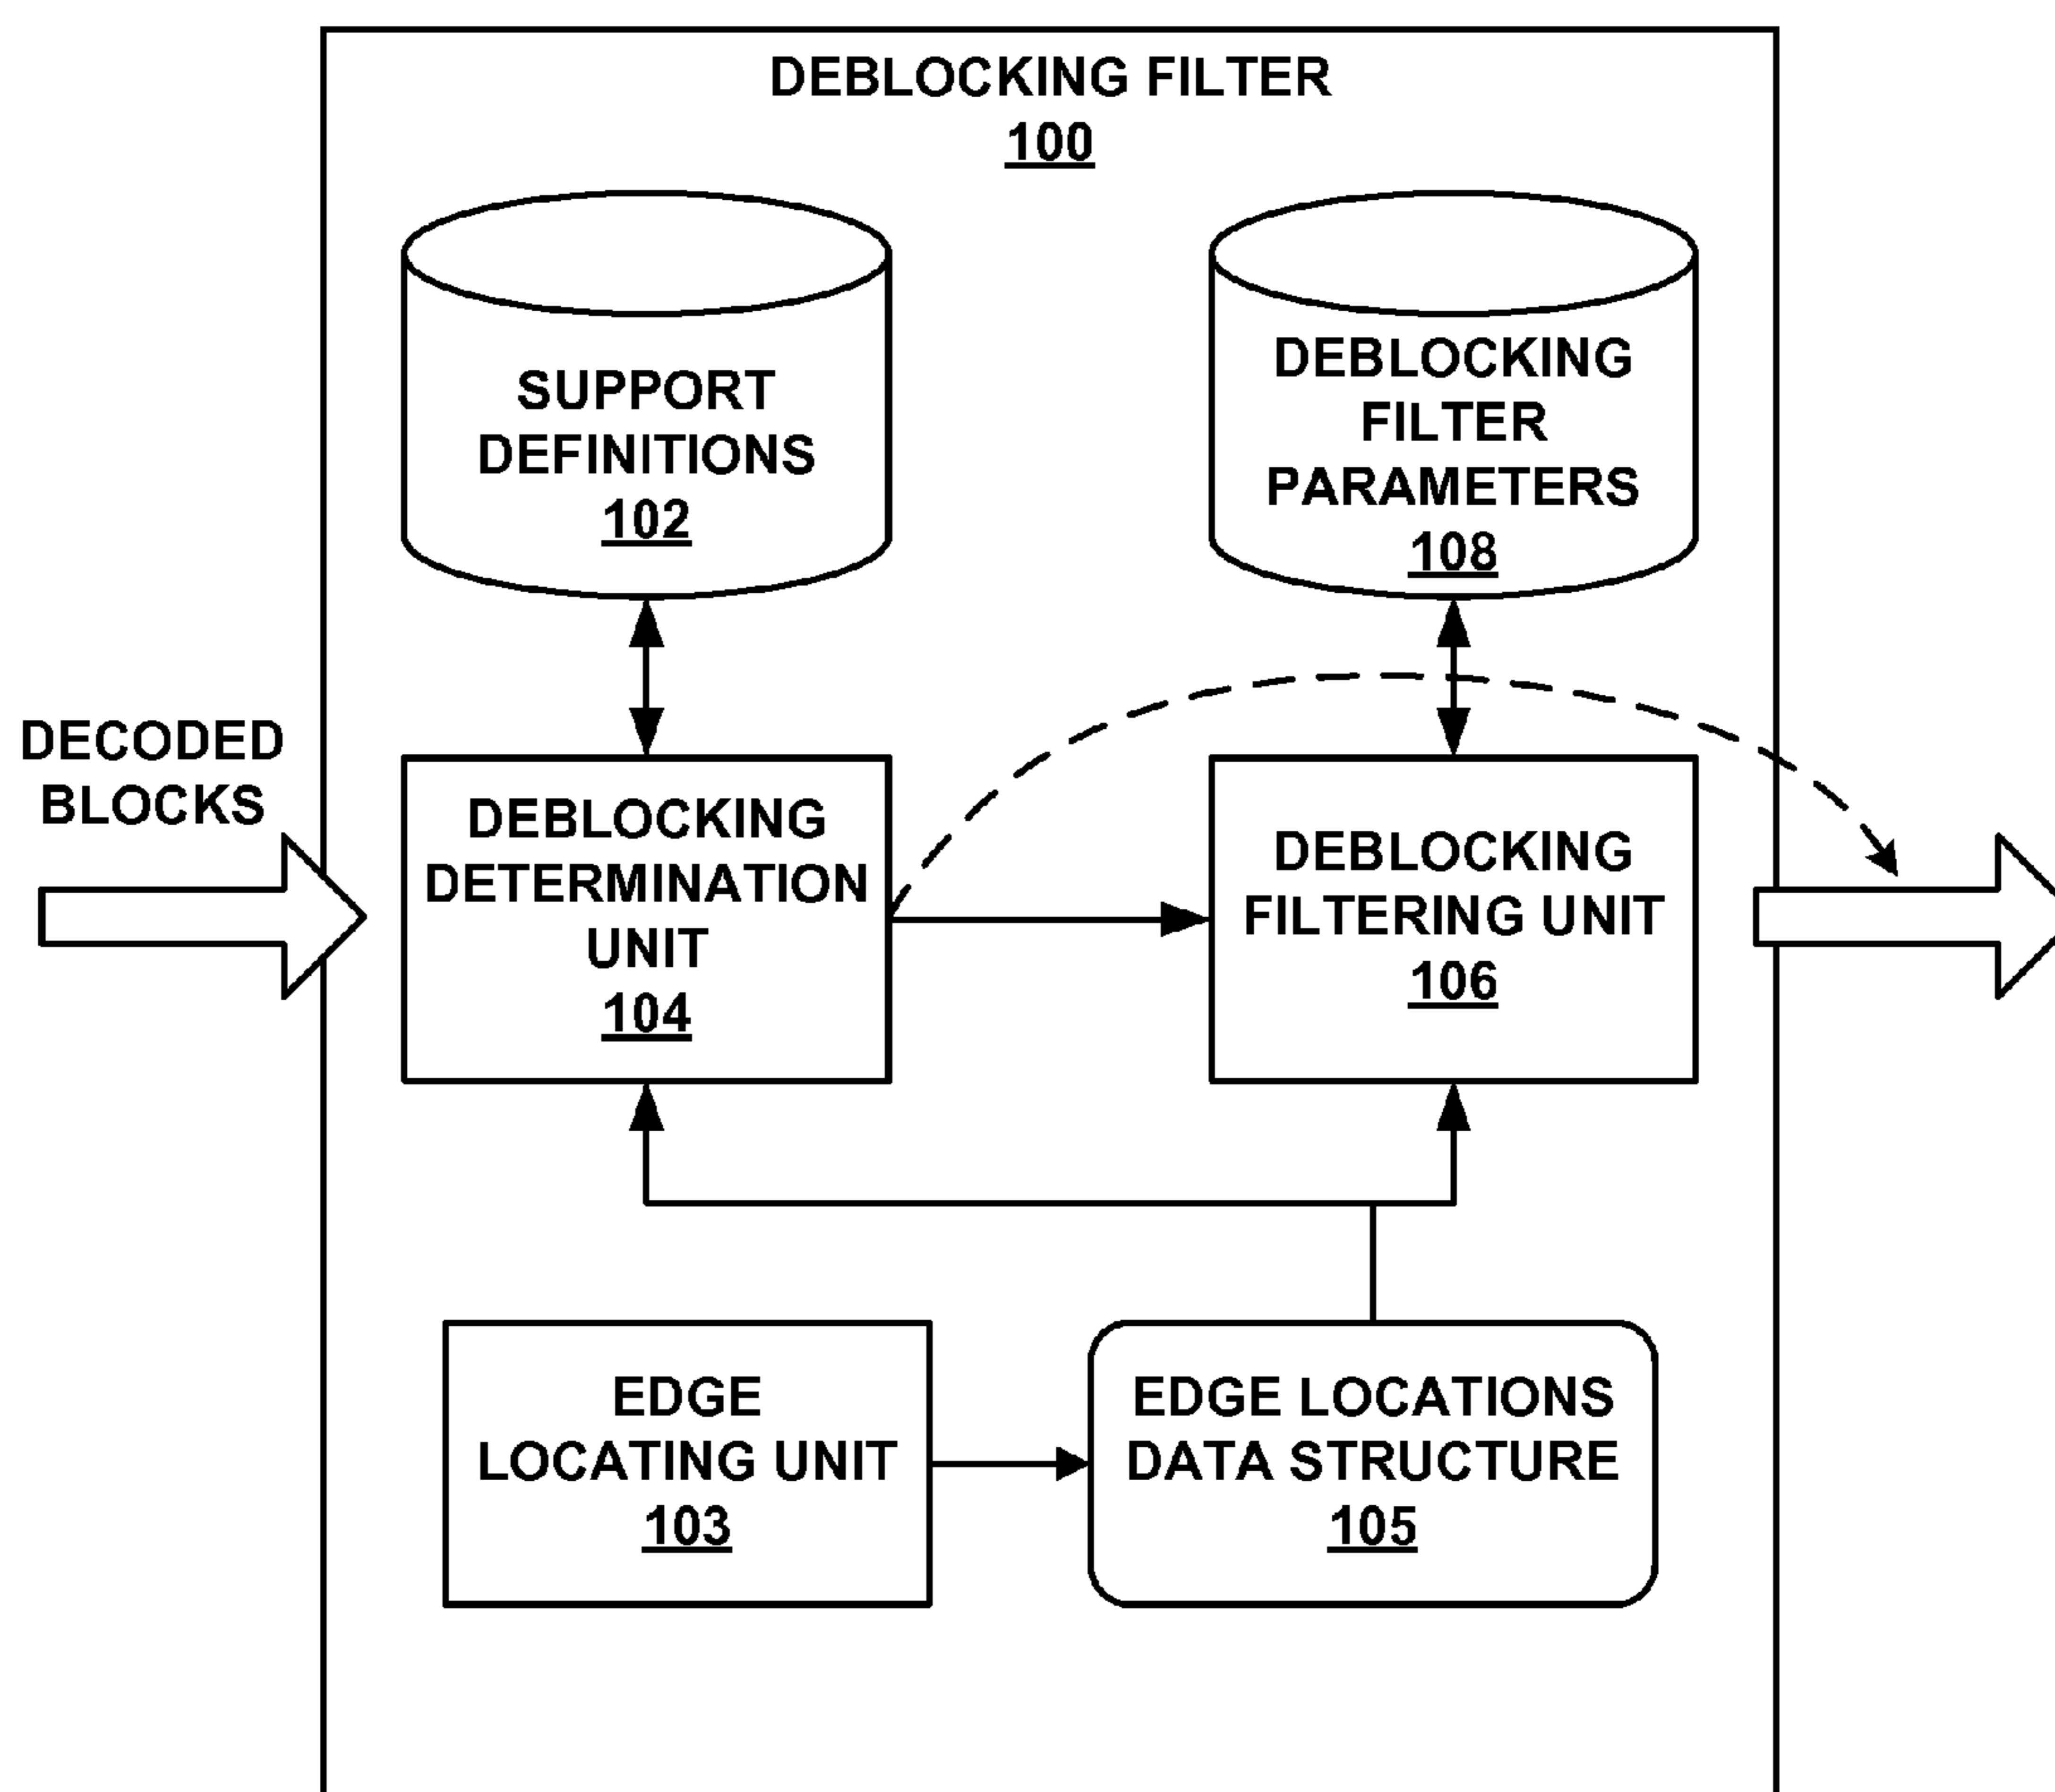 DEBLOCKING FILTER
100
SUPPORT
DEFINITIONS
102
DEBLOCKING
FILTER
PARAMETERS
108
DECODED
BLOCKS
DEBLOCKING
DETERMINATION
UNIT
104
DEBLOCKING
FILTERING UNIT
106
EDGE
LOCATING UNIT
103
EDGE LOCATIONS
DATA STRUCTURE
105